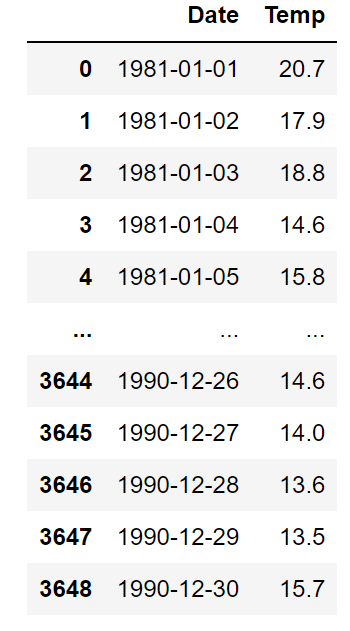 Date Temp
0 1981-01-01 20.7
1 1981-01-02 17.9
2 1981-01-03 18.8
3 1981-01-04 14.6
4 1981-01-05 15.8
... ... ...
3644 1990-12-26 14.6
3645 1990-12-27 14.0
3646 1990-12-28 13.6
3647 1990-12-29 13.5
3648 1990-12-30 15.7